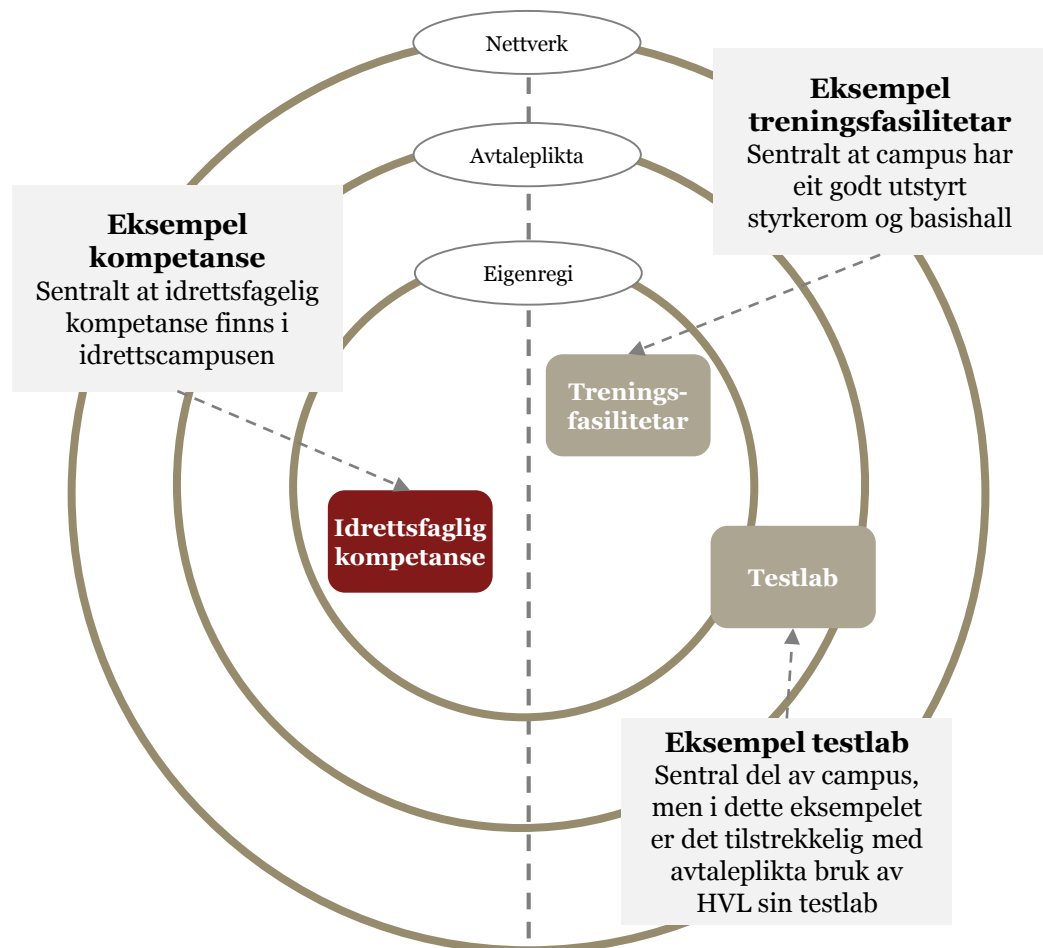 Nettverk
Eksempel
treningsfasilitetar
Sentralt at campus har
eit godt utstyrt
styrkerom og basishall
Avtaleplikta
Eksempel
kompetanse
Sentralt at idrettsfagelig
kompetanse finns i
idrettscampusen
Eigenregi
Trenings-
fasilitetar
Idrettsfaglig
kompetanse
Testlab
Eksempel testlab
Sentral del av campus,
men i dette eksempelet
er det tilstrekkelig med
avtaleplikta bruk av
HVL sin testlab